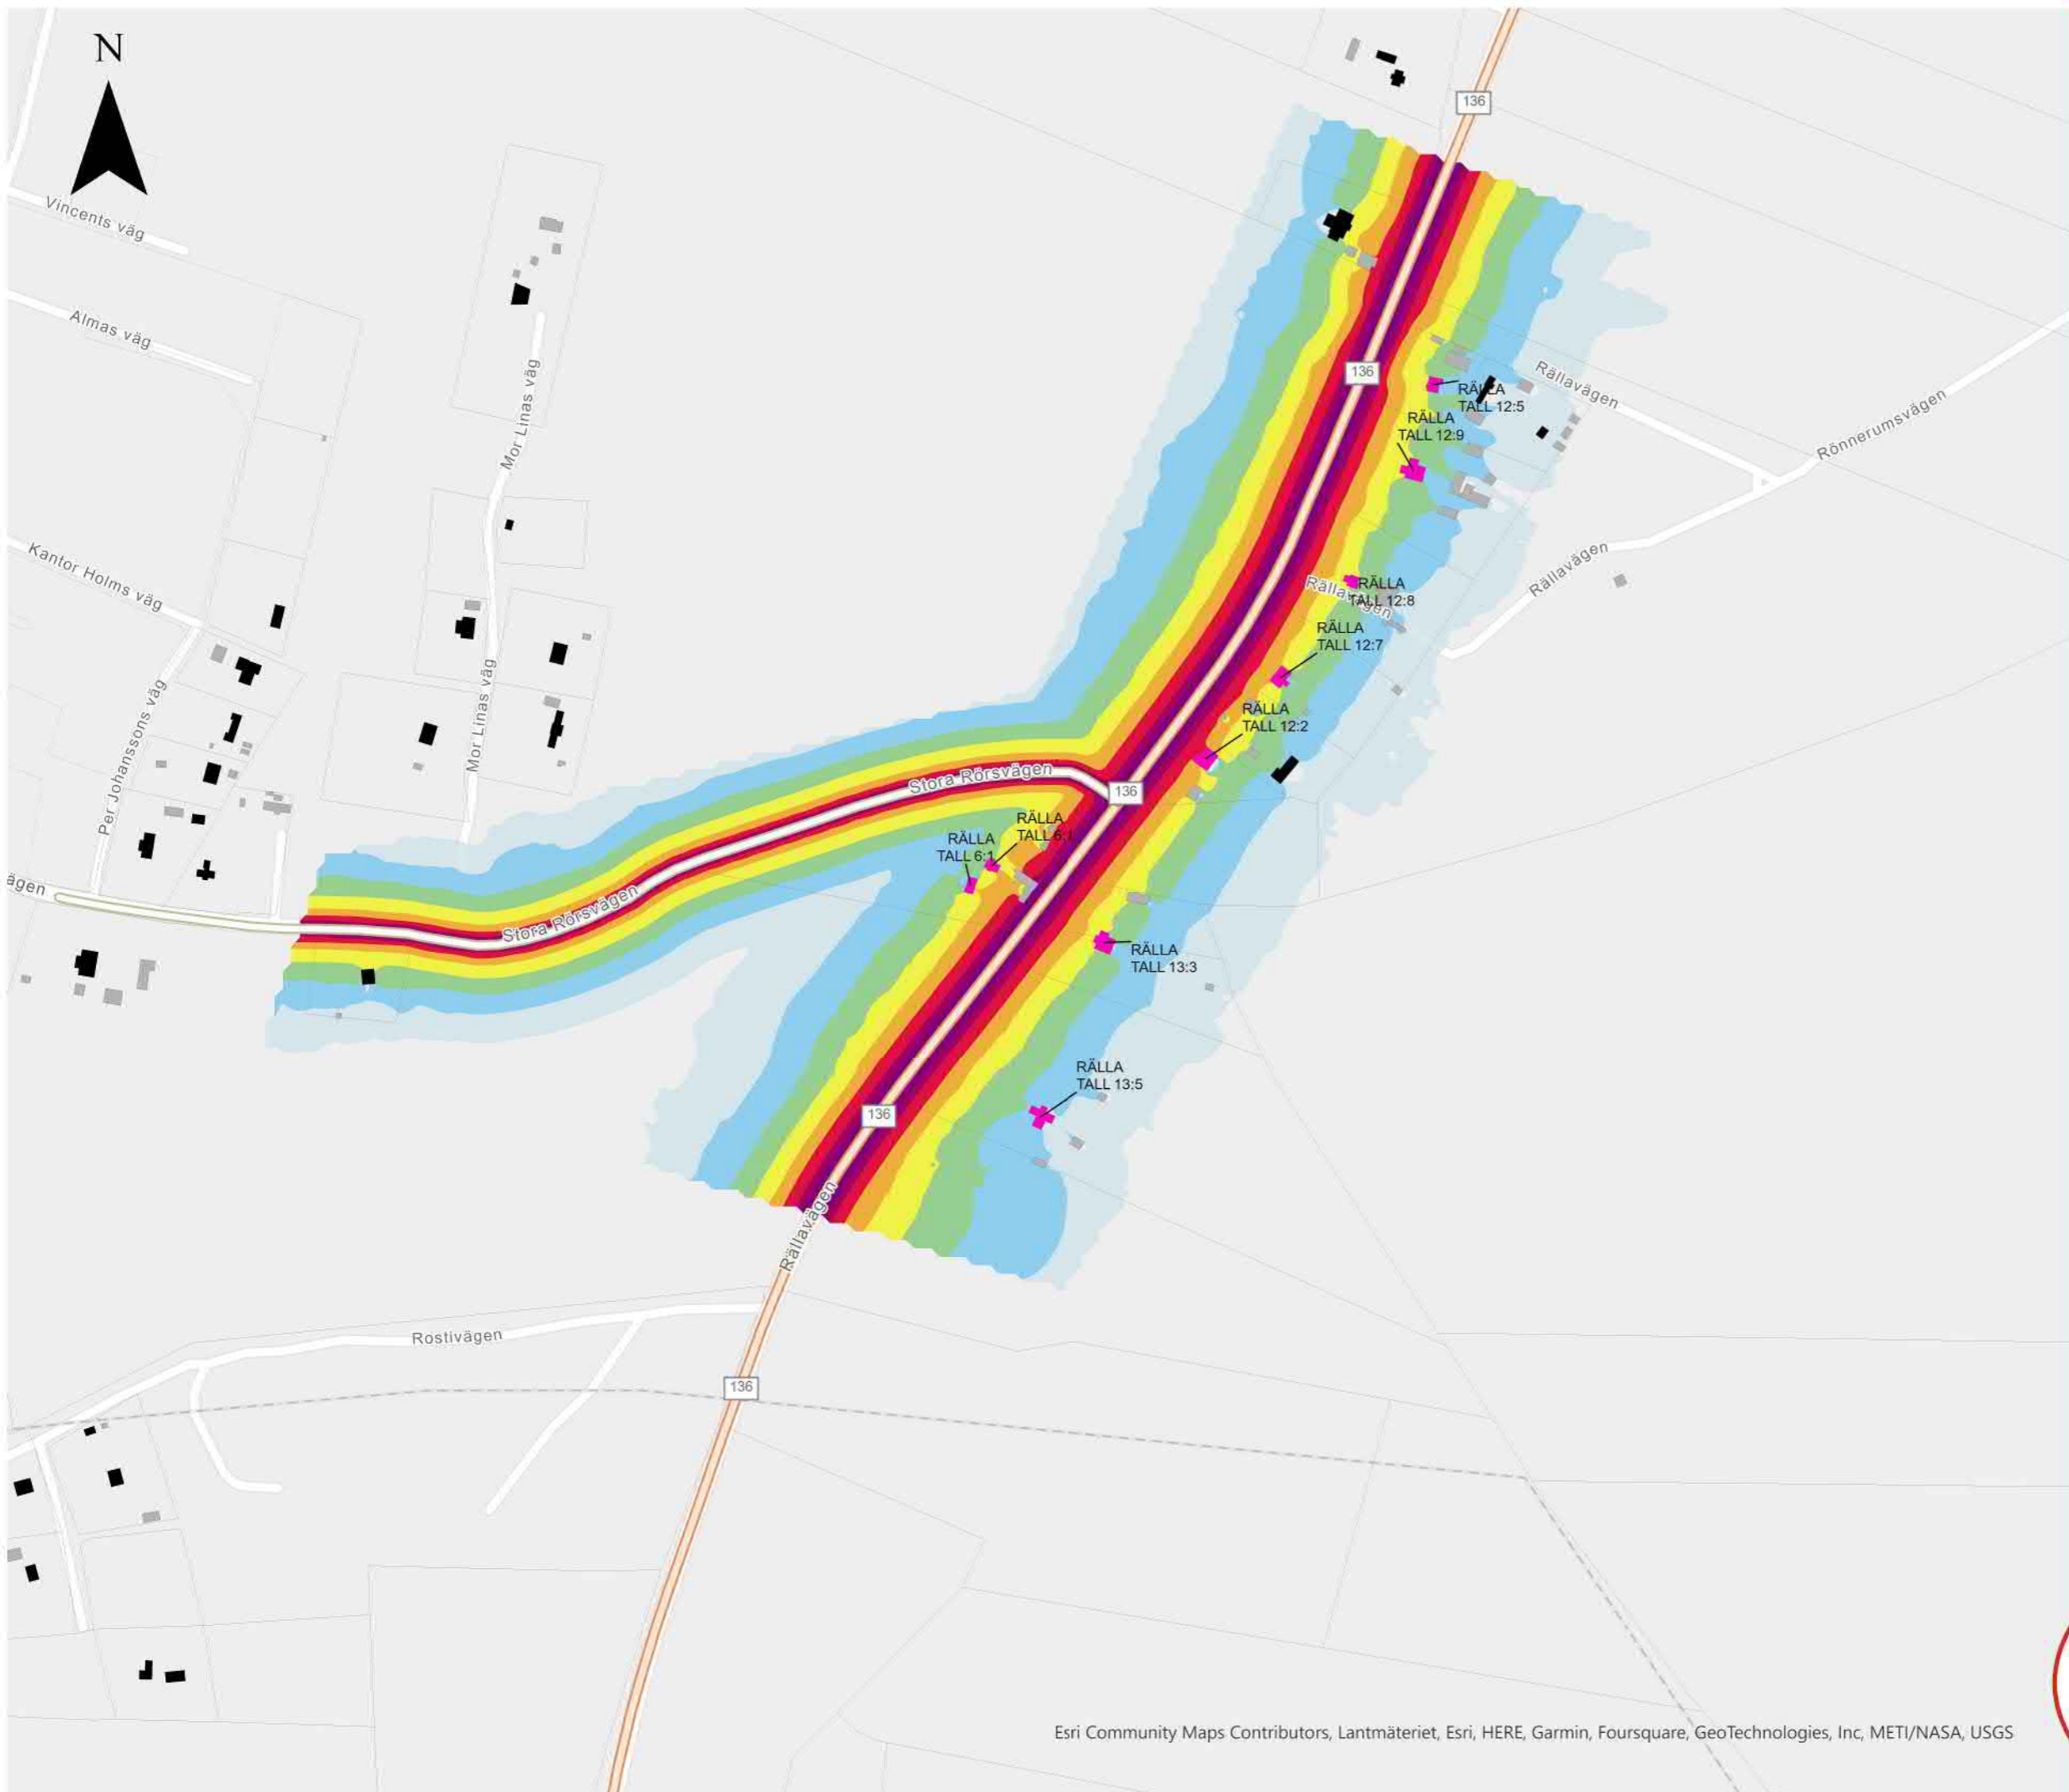 N
136
Vincents väg
Almas väg
136
Rällavägen
RÄLLA
TALL 12:5
Mor Linas väg
RÄLLA
TALL 12:9
Rönnerumsvägen
Kantor Holms väg
Rällavägen
Rällavägen
RÄLLA
TALL 12:8
RÄLLA
TALL 12:7
Per Johanssons väg
Mor Linas väg
RÄLLA
TALL 12:2
Stora Rörsvägen
136
RÄLLA
TALL 6:1
RÄLLA
TALL 6:1
ägen
Stora Rörsvägen
RÄLLA
TALL 13:3
RÄLLA
TALL 13:5
136
Rällavägen
Rostivägen
136
Esri Community Maps Contributors, Lantmäteriet, Esri, HERE, Garmin, Foursquare, GeoTechnologies, Inc, METI/NASA, USGS